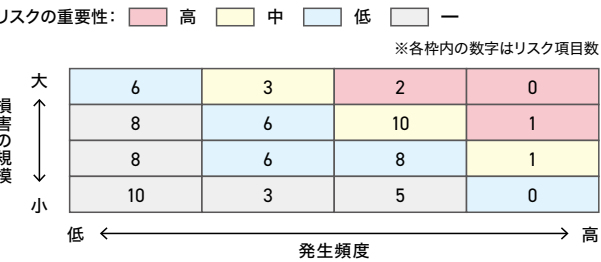 リスクの重要性： 高 中 低 ー
※各枠内の数字はリスク項目数
大
6 3 2 0
8 6 10 1
8 6 8 1
10 3 5 0
小
損害の規模
低 高
発生頻度